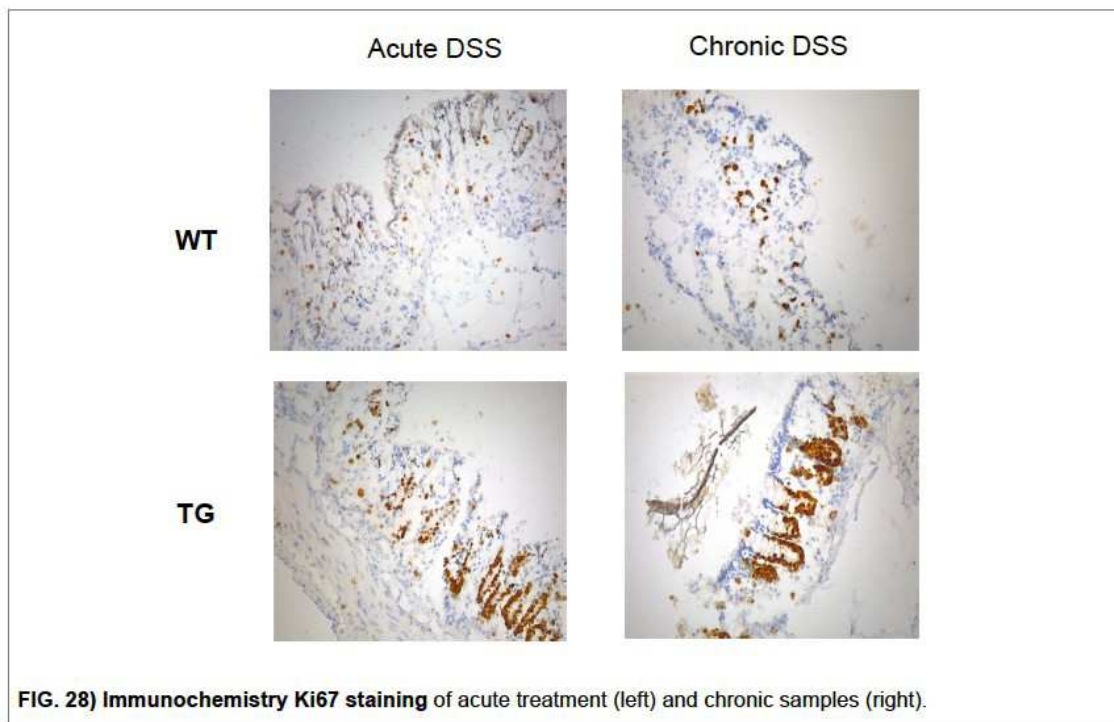 Acute DSS Chronic DSS
WT
TG
FIG. 28) Immunochemistry Ki67 staining of acute treatment (left) and chronic samples (right).